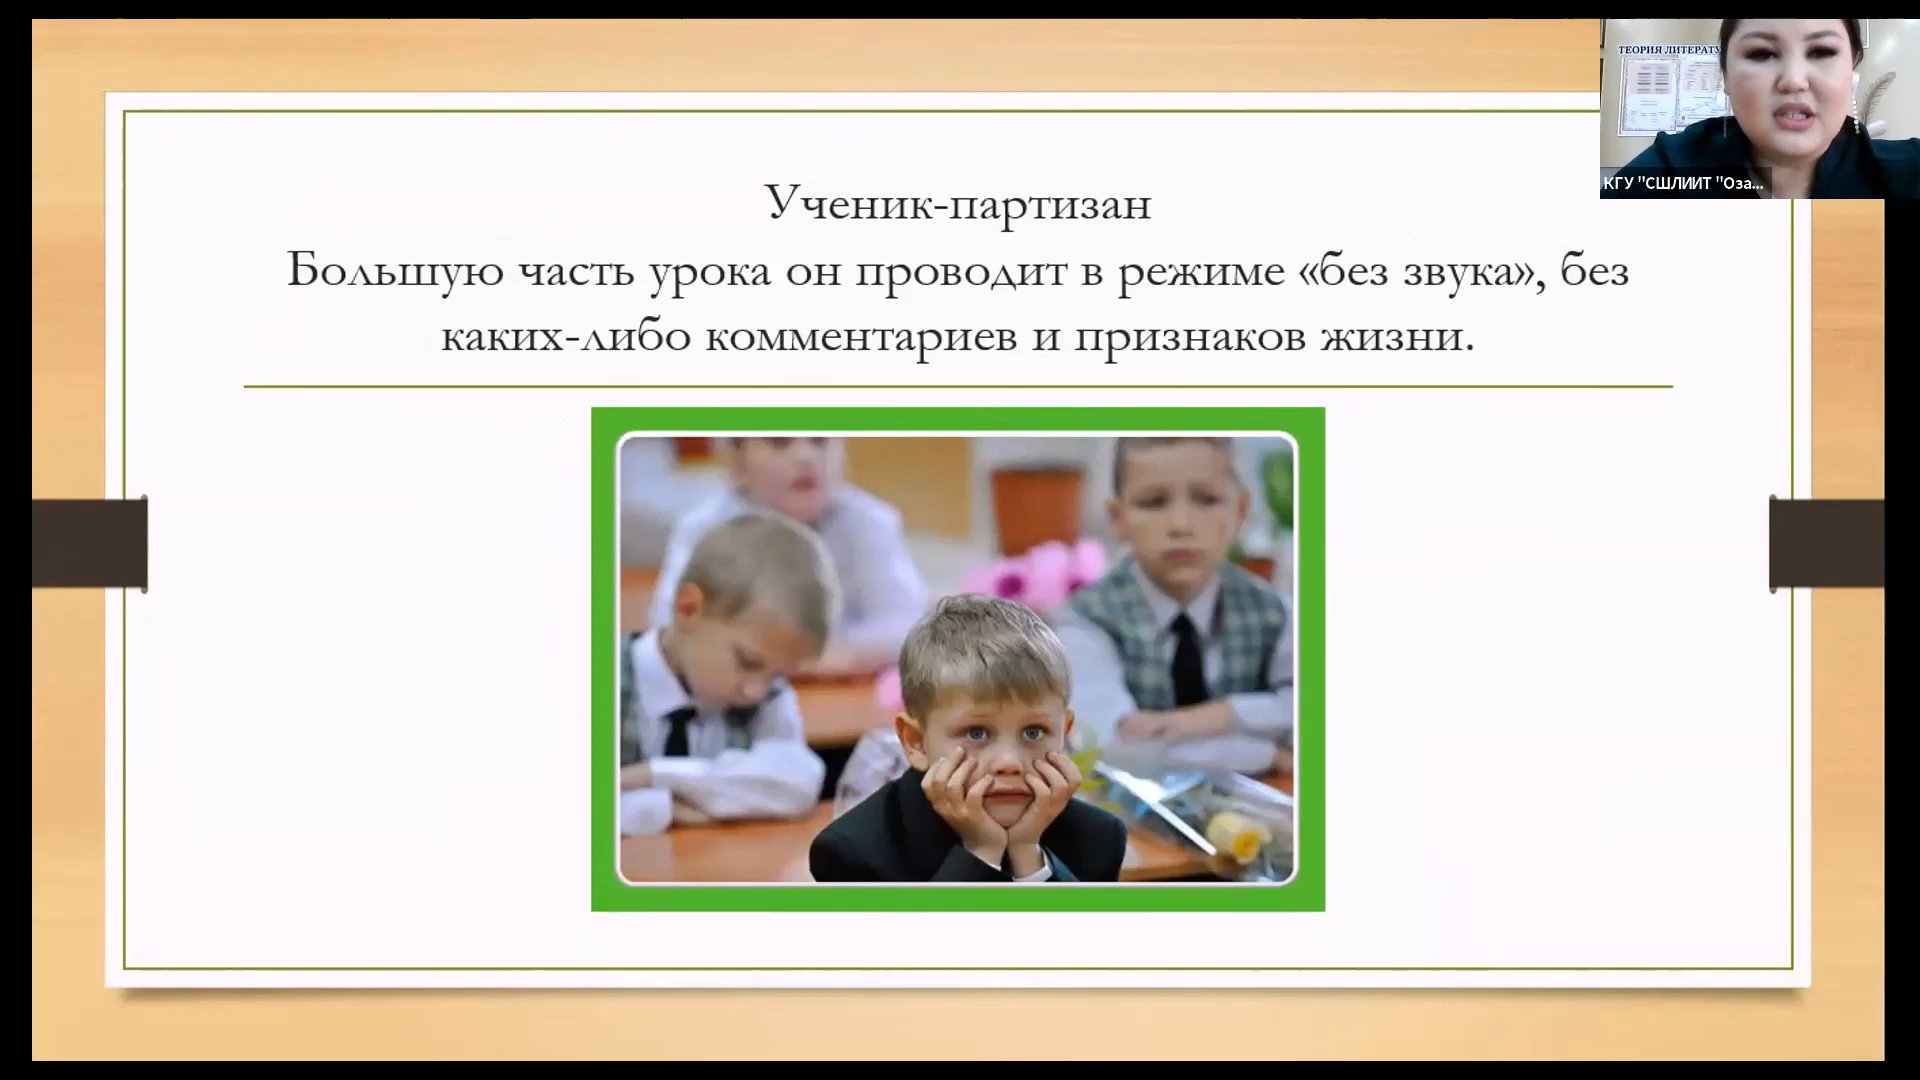 ТЕОРИЯ ЛИТЕРАТУ
КГУ "СШЛИИТ "Оза...
Ученик-партизан
Большую часть урока он проводит в режиме «без звука», без
каких-либо комментариев и признаков жизни.